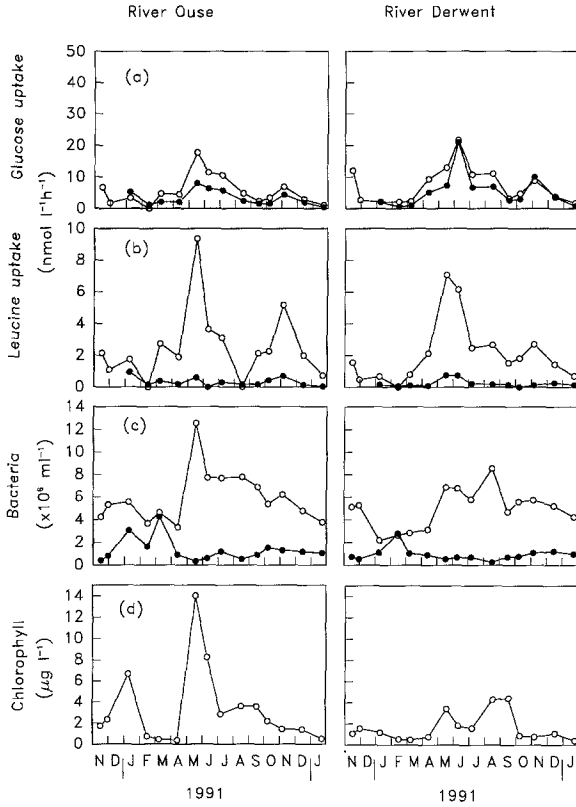 River Ouse
River Derwent
Glucose uptake
(a)
50
40
30
20
10
0
Leucine uptake
(nmol l⁻¹h⁻¹)
(b)
10
8
6
4
2
0
Bacteria
(x10⁶ ml⁻¹)
(c)
14
12
10
8
6
4
2
0
Chlorophyll
(µg l⁻¹)
(d)
14
12
10
8
6
4
2
0
N D J F M A M J J A S O N D J
N D J F M A M J J A S O N D J
1991
1991